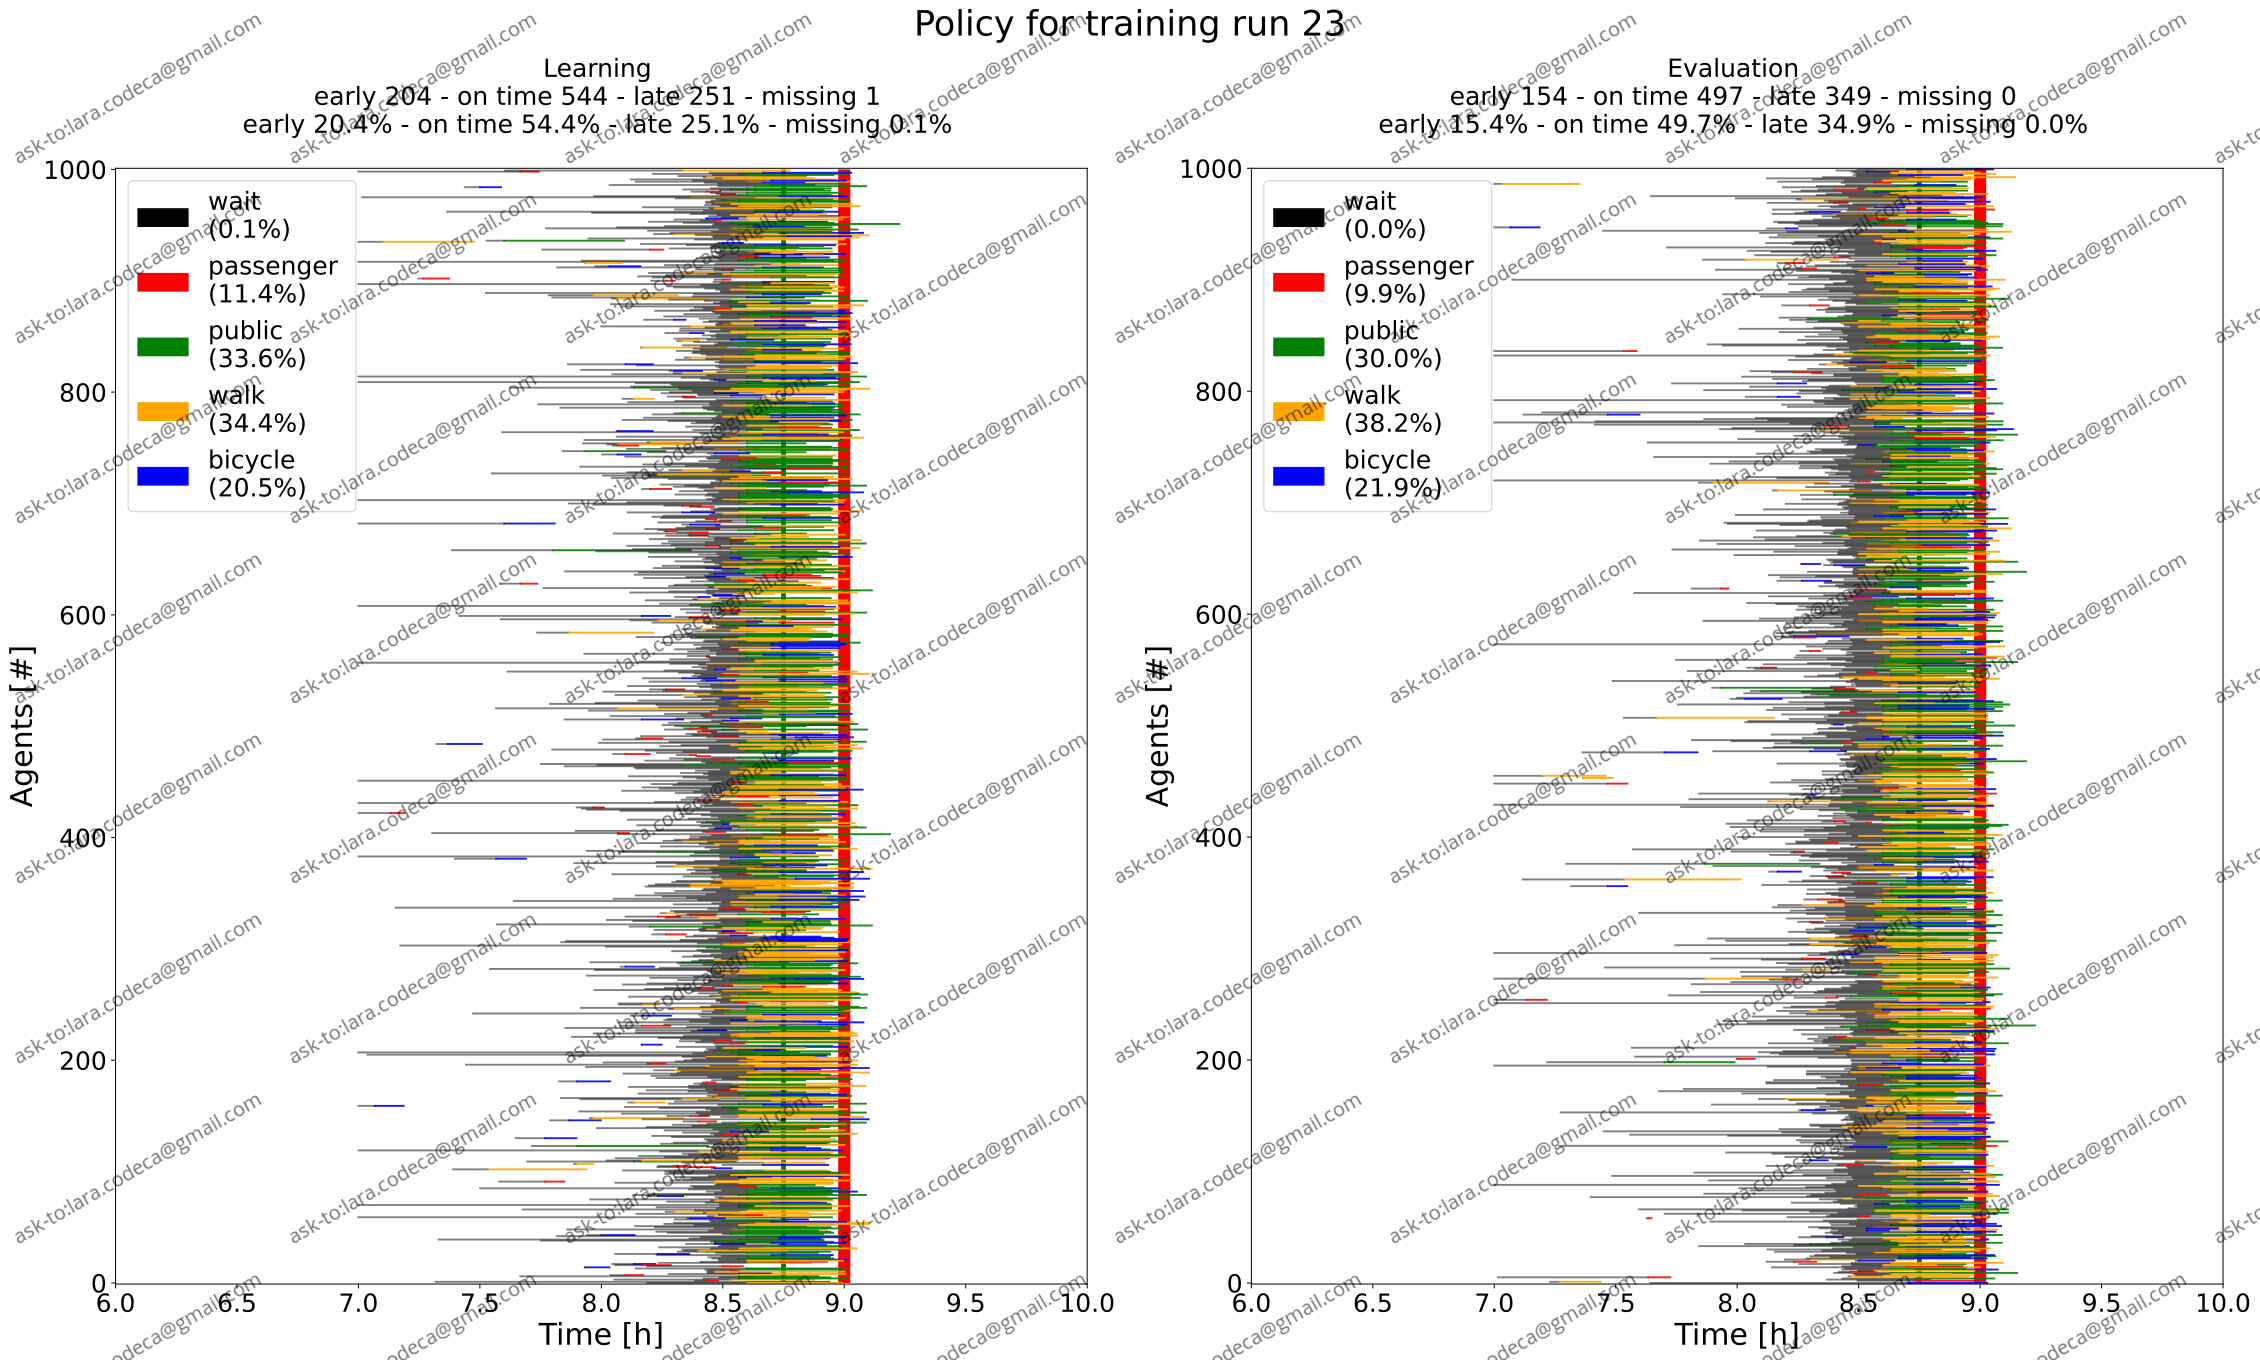 Policy for training run 23
Learning
early 204 - on time 544 - late 251 - missing 1
early 20.4% - on time 54.4% - late 25.1% - missing 0.1%
1000
800
600
400
200
0
Agents [#]
wait
(0.1%)
passenger
(11.4%)
public
(33.6%)
walk
(34.4%)
bicycle
(20.5%)
6.0 6.5 7.0 7.5 8.0 8.5 9.0 9.5 10.0
Time [h]
Evaluation
early 154 - on time 497 - late 349 - missing 0
early 15.4% - on time 49.7% - late 34.9% - missing 0.0%
1000
800
600
400
200
0
Agents [#]
wait
(0.0%)
passenger
(9.9%)
public
(30.0%)
walk
(38.2%)
bicycle
(21.9%)
6.0 6.5 7.0 7.5 8.0 8.5 9.0 9.5 10.0
Time [h]
ask-to:lara.codeca@gmail.com